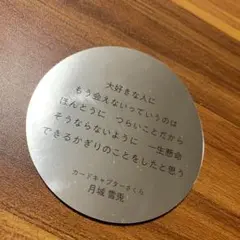 大好きな人に
もう会えないっていうのは
ほんとうに　つらいことだから
そうならないように　一生懸命
できるかぎりのことをしたと思う
カードキャプターさくら
月城 雪兎